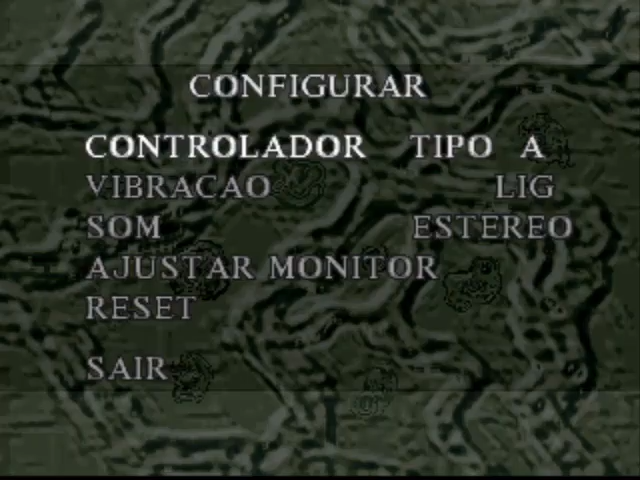 CONFIGURAR
CONTROLADOR TIPO A
VIBRACAO LIG
SOM ESTEREO
AJUSTAR MONITOR
RESET
SAIR